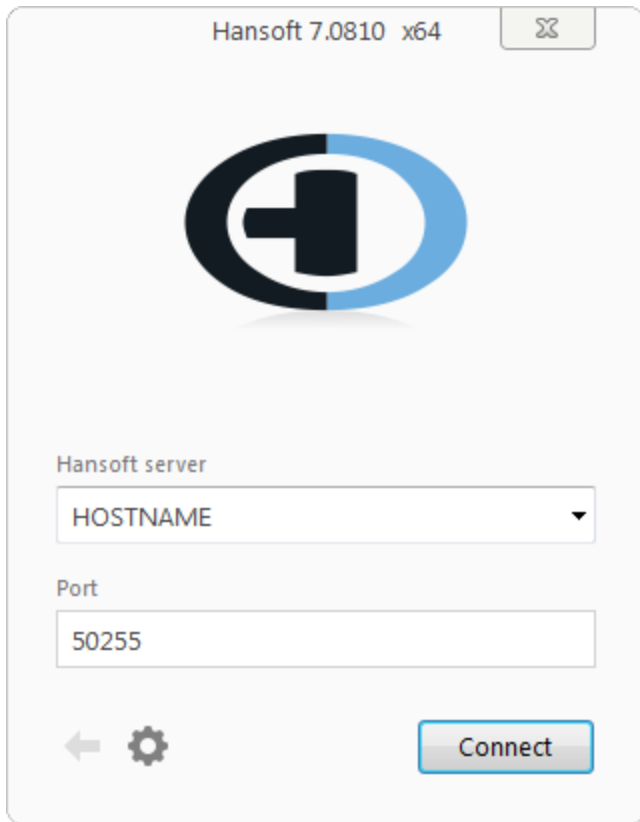 Hansoft 7.0810 x64
Hansoft server
HOSTNAME
Port
50255
Connect